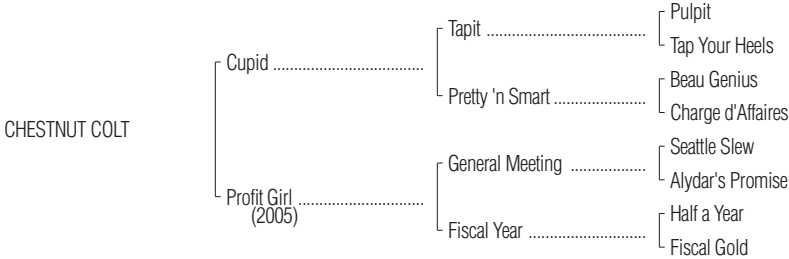 Pulpit
Tapit ....................................
Tap Your Heels
Cupid .................................
Beau Genius
Pretty 'n Smart ....................
Charge d'Affaires
CHESTNUT COLT
Seattle Slew
General Meeting ..................
Alydar's Promise
Profit Girl ............................
(2005)
Half a Year
Fiscal Year ..........................
Fiscal Gold